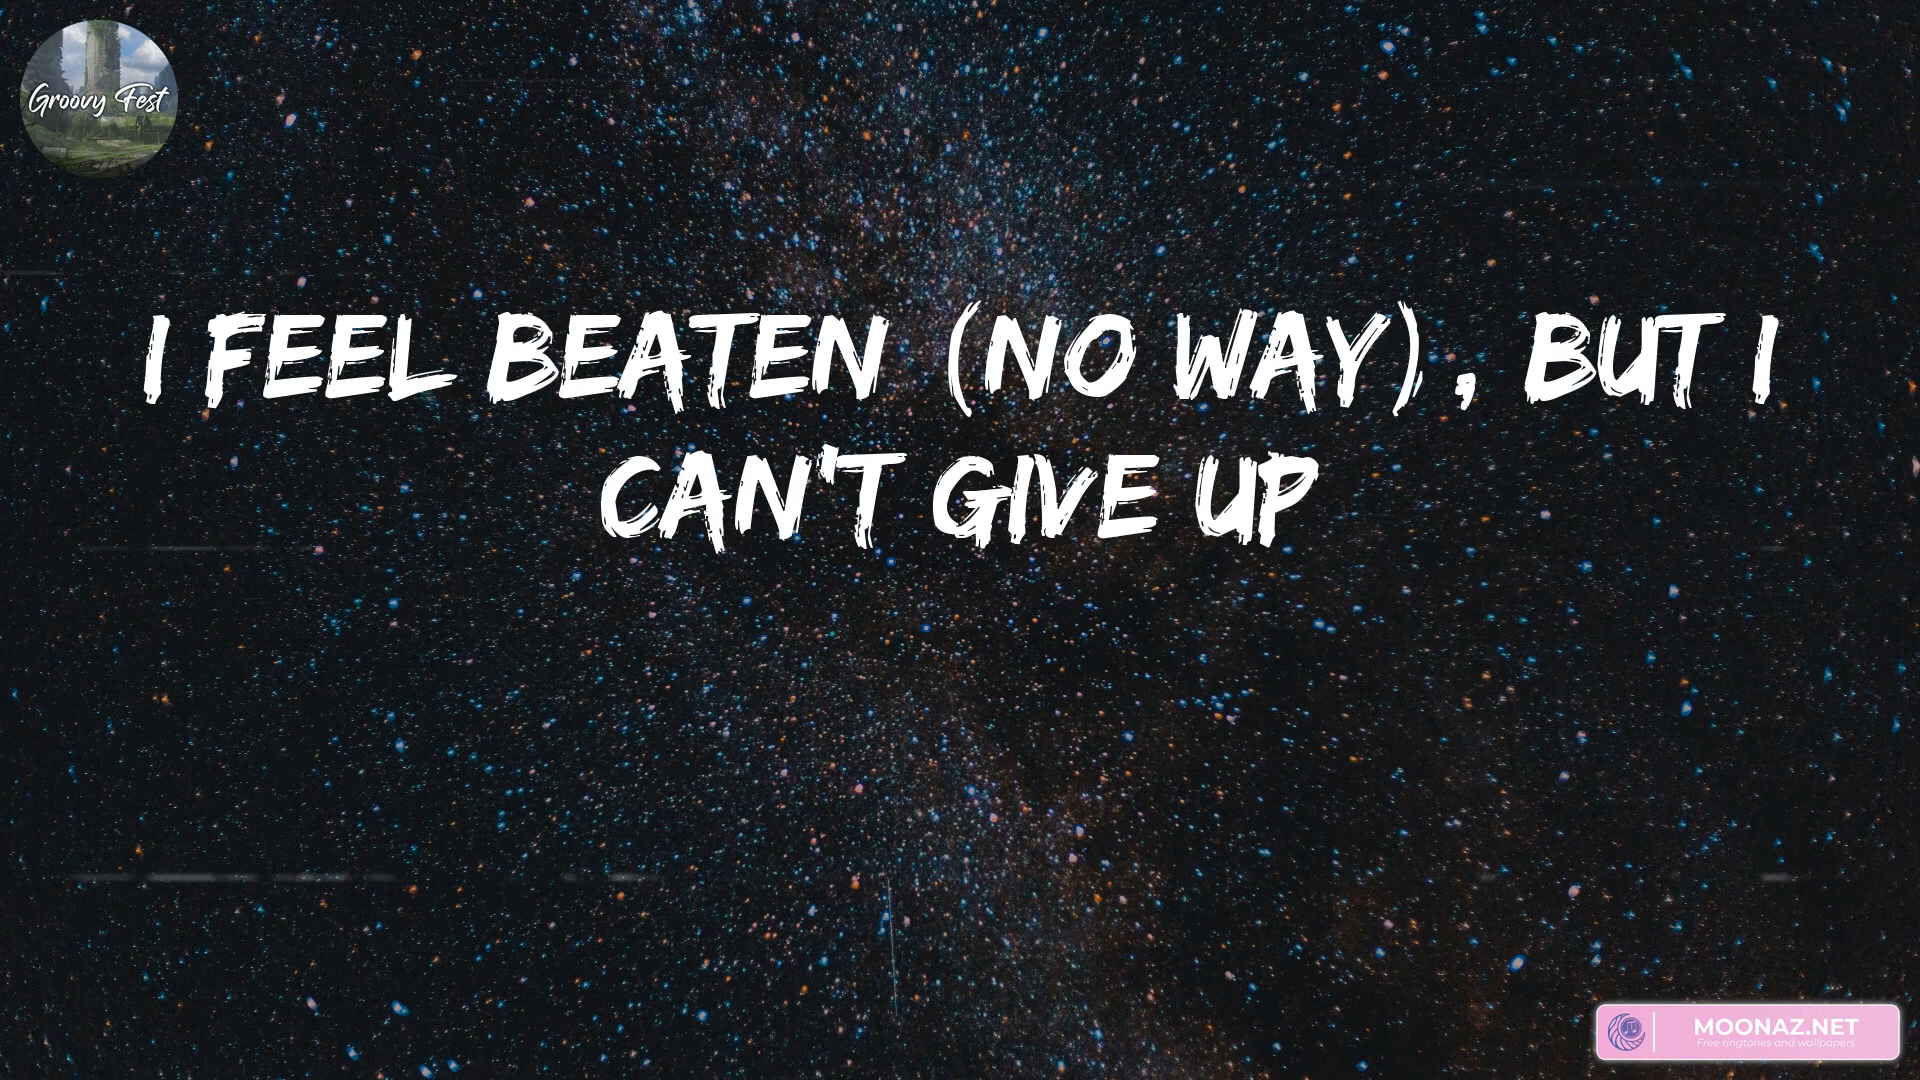 Groovy Fest
I FEEL BEATEN (NO WAY), BUT I
CAN'T GIVE UP
MOONAZ.NET
Free ringtones and wallpapers